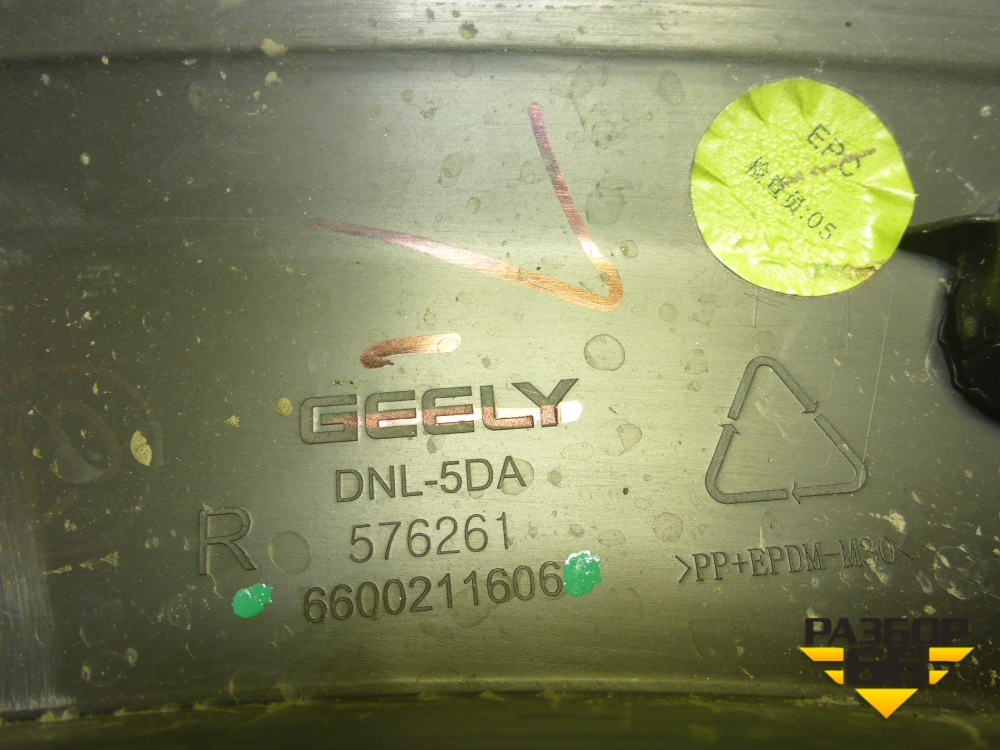 EPC
检查员:05
GEELY
DNL-5DA
R
576261
6600211606
>PP+EPDM-M30<
РАЗБОР
66